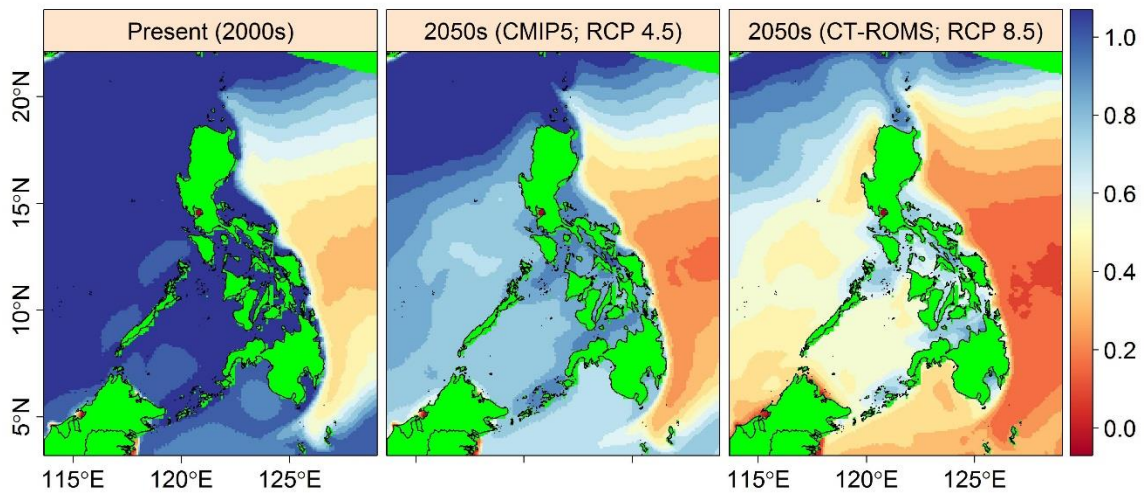 Present (2000s)
2050s (CMIP5; RCP 4.5)
2050s (CT-ROMS; RCP 8.5)
20°N
15°N
10°N
5°N
115°E
120°E
125°E
115°E
120°E
125°E
1.0
0.8
0.6
0.4
0.2
0.0